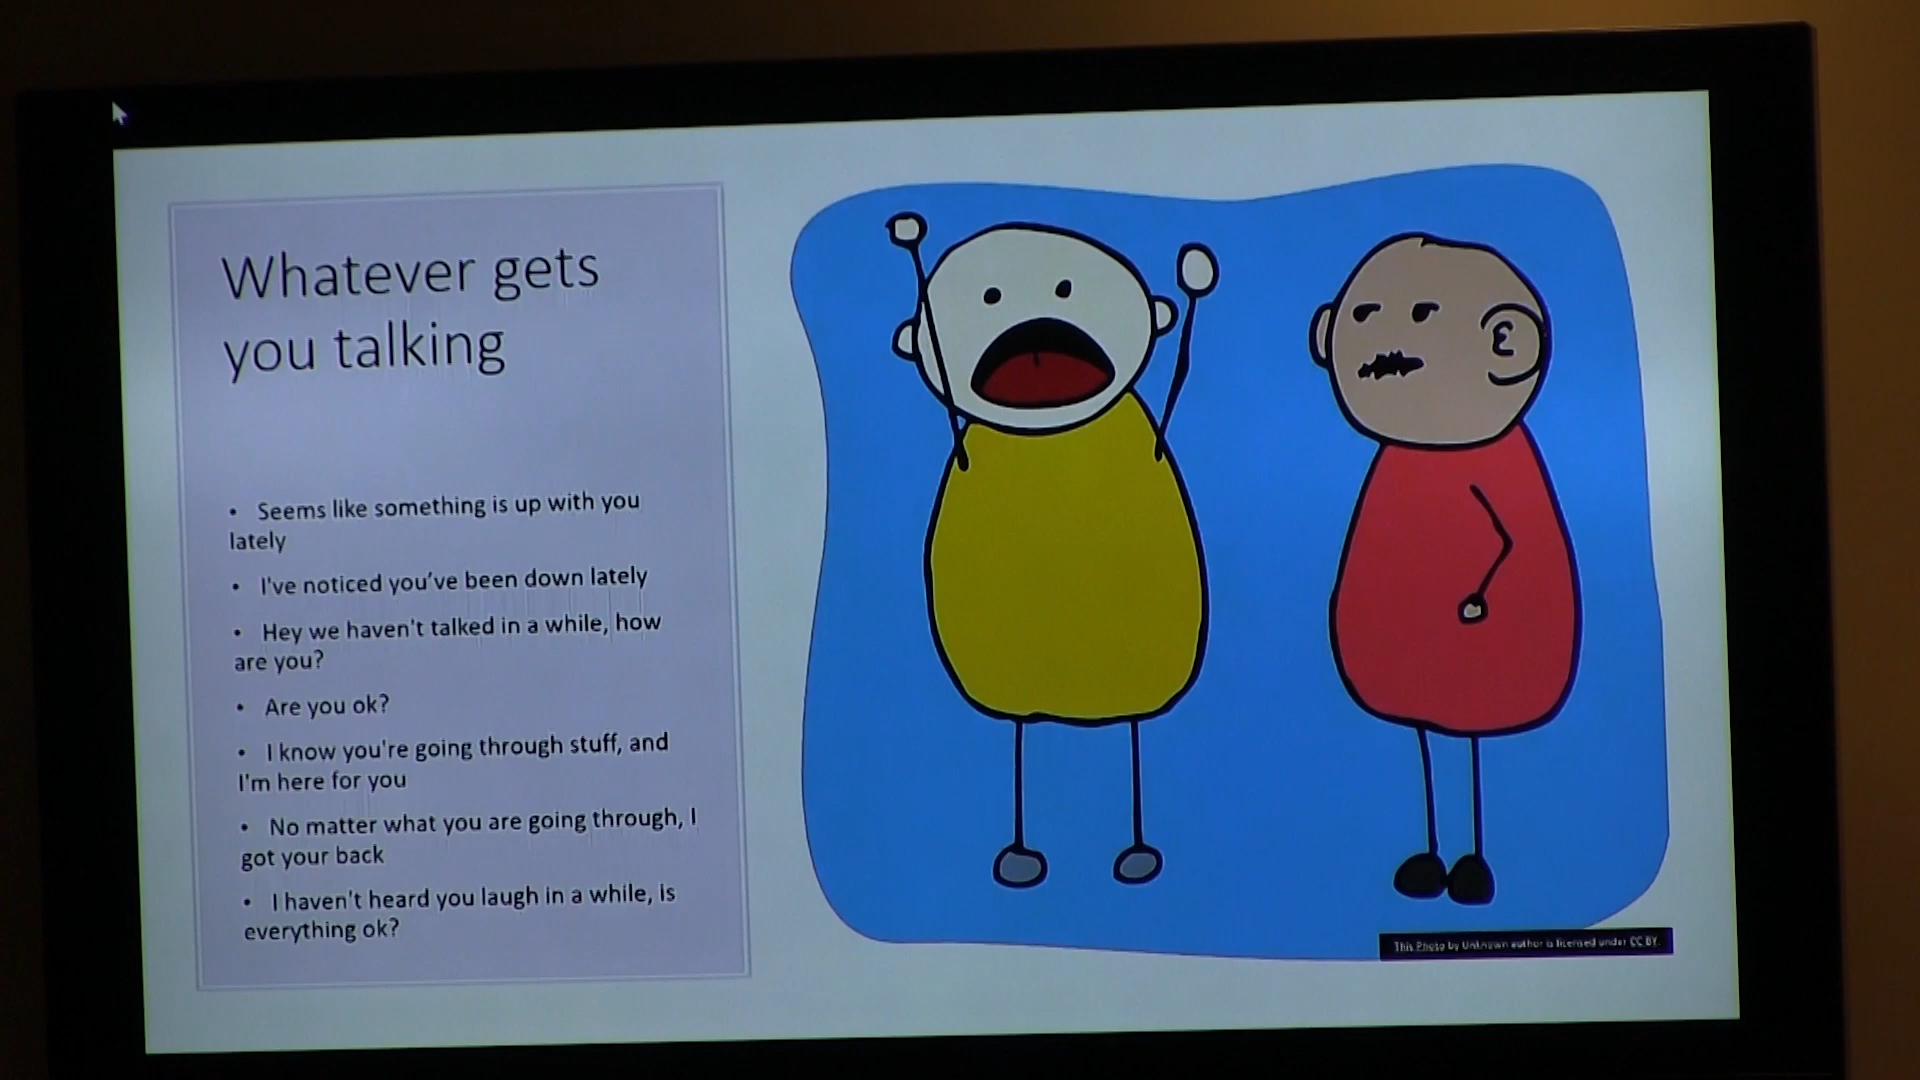 Whatever gets
you talking
• Seems like something is up with you
lately
• I've noticed you've been down lately
• Hey we haven't talked in a while, how
are you?
• Are you ok?
• I know you're going through stuff, and
I'm here for you
• No matter what you are going through, I
got your back
• I haven't heard you laugh in a while, is
everything ok?
This Photo by Unknown author is licensed under CC BY.